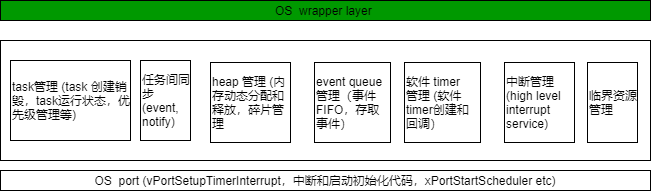 OS  wrapper layer
task管理 (task 创建销
毁，task运行状态，优
先级管理等)
任务间同
步
(event,
notify)
heap 管理 (内
存动态分配和
释放，碎片管
理
event queue
管理（事件
FIFO，存取
事件）
软件 timer
管理 (软件
timer创建和
回调)
中断管理
(high level
interrupt
service)
临界资源
管理
OS  port (vPortSetupTimerInterrupt，中断和启动初始化代码，xPortStartScheduler etc)